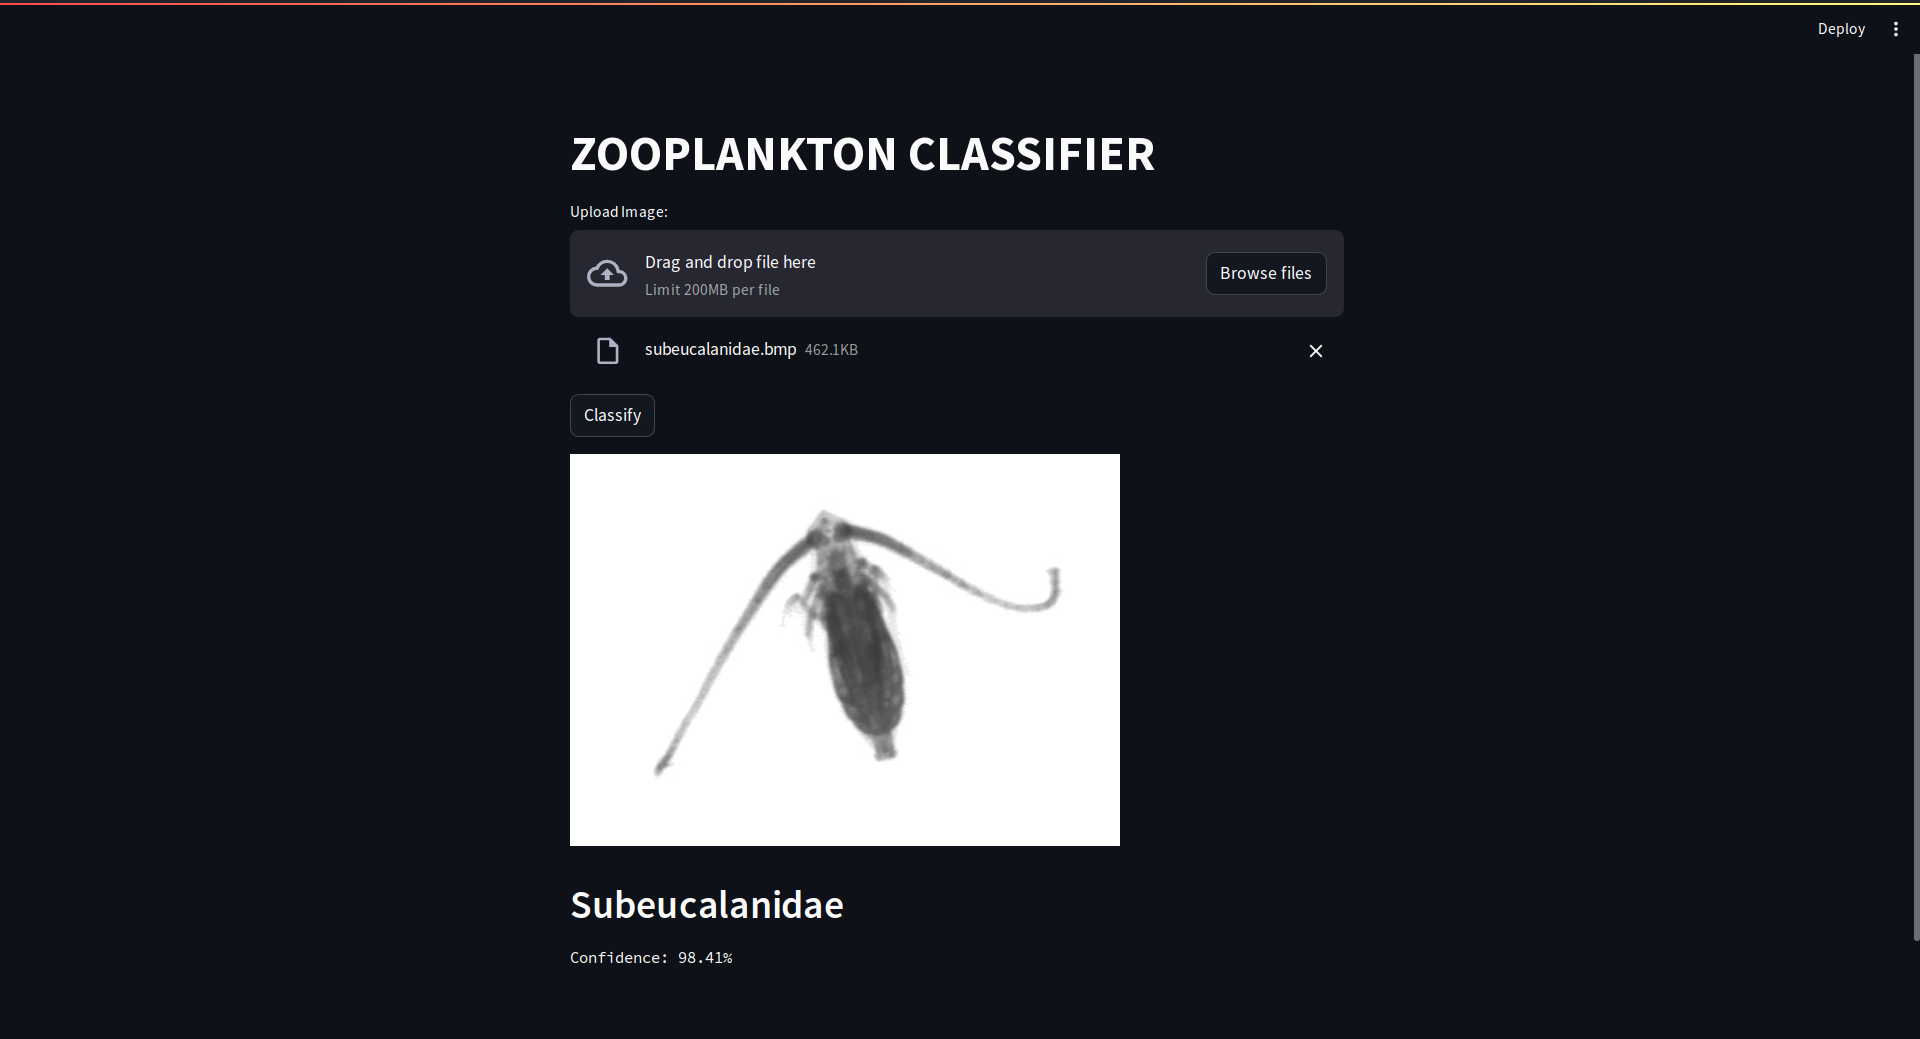 Deploy
ZOOPLANKTON CLASSIFIER
Upload Image:
Drag and drop file here
Limit 200MB per file
Browse files
subeucalanidae.bmp 462.1KB
Classify
Subeucalanidae
Confidence: 98.41%